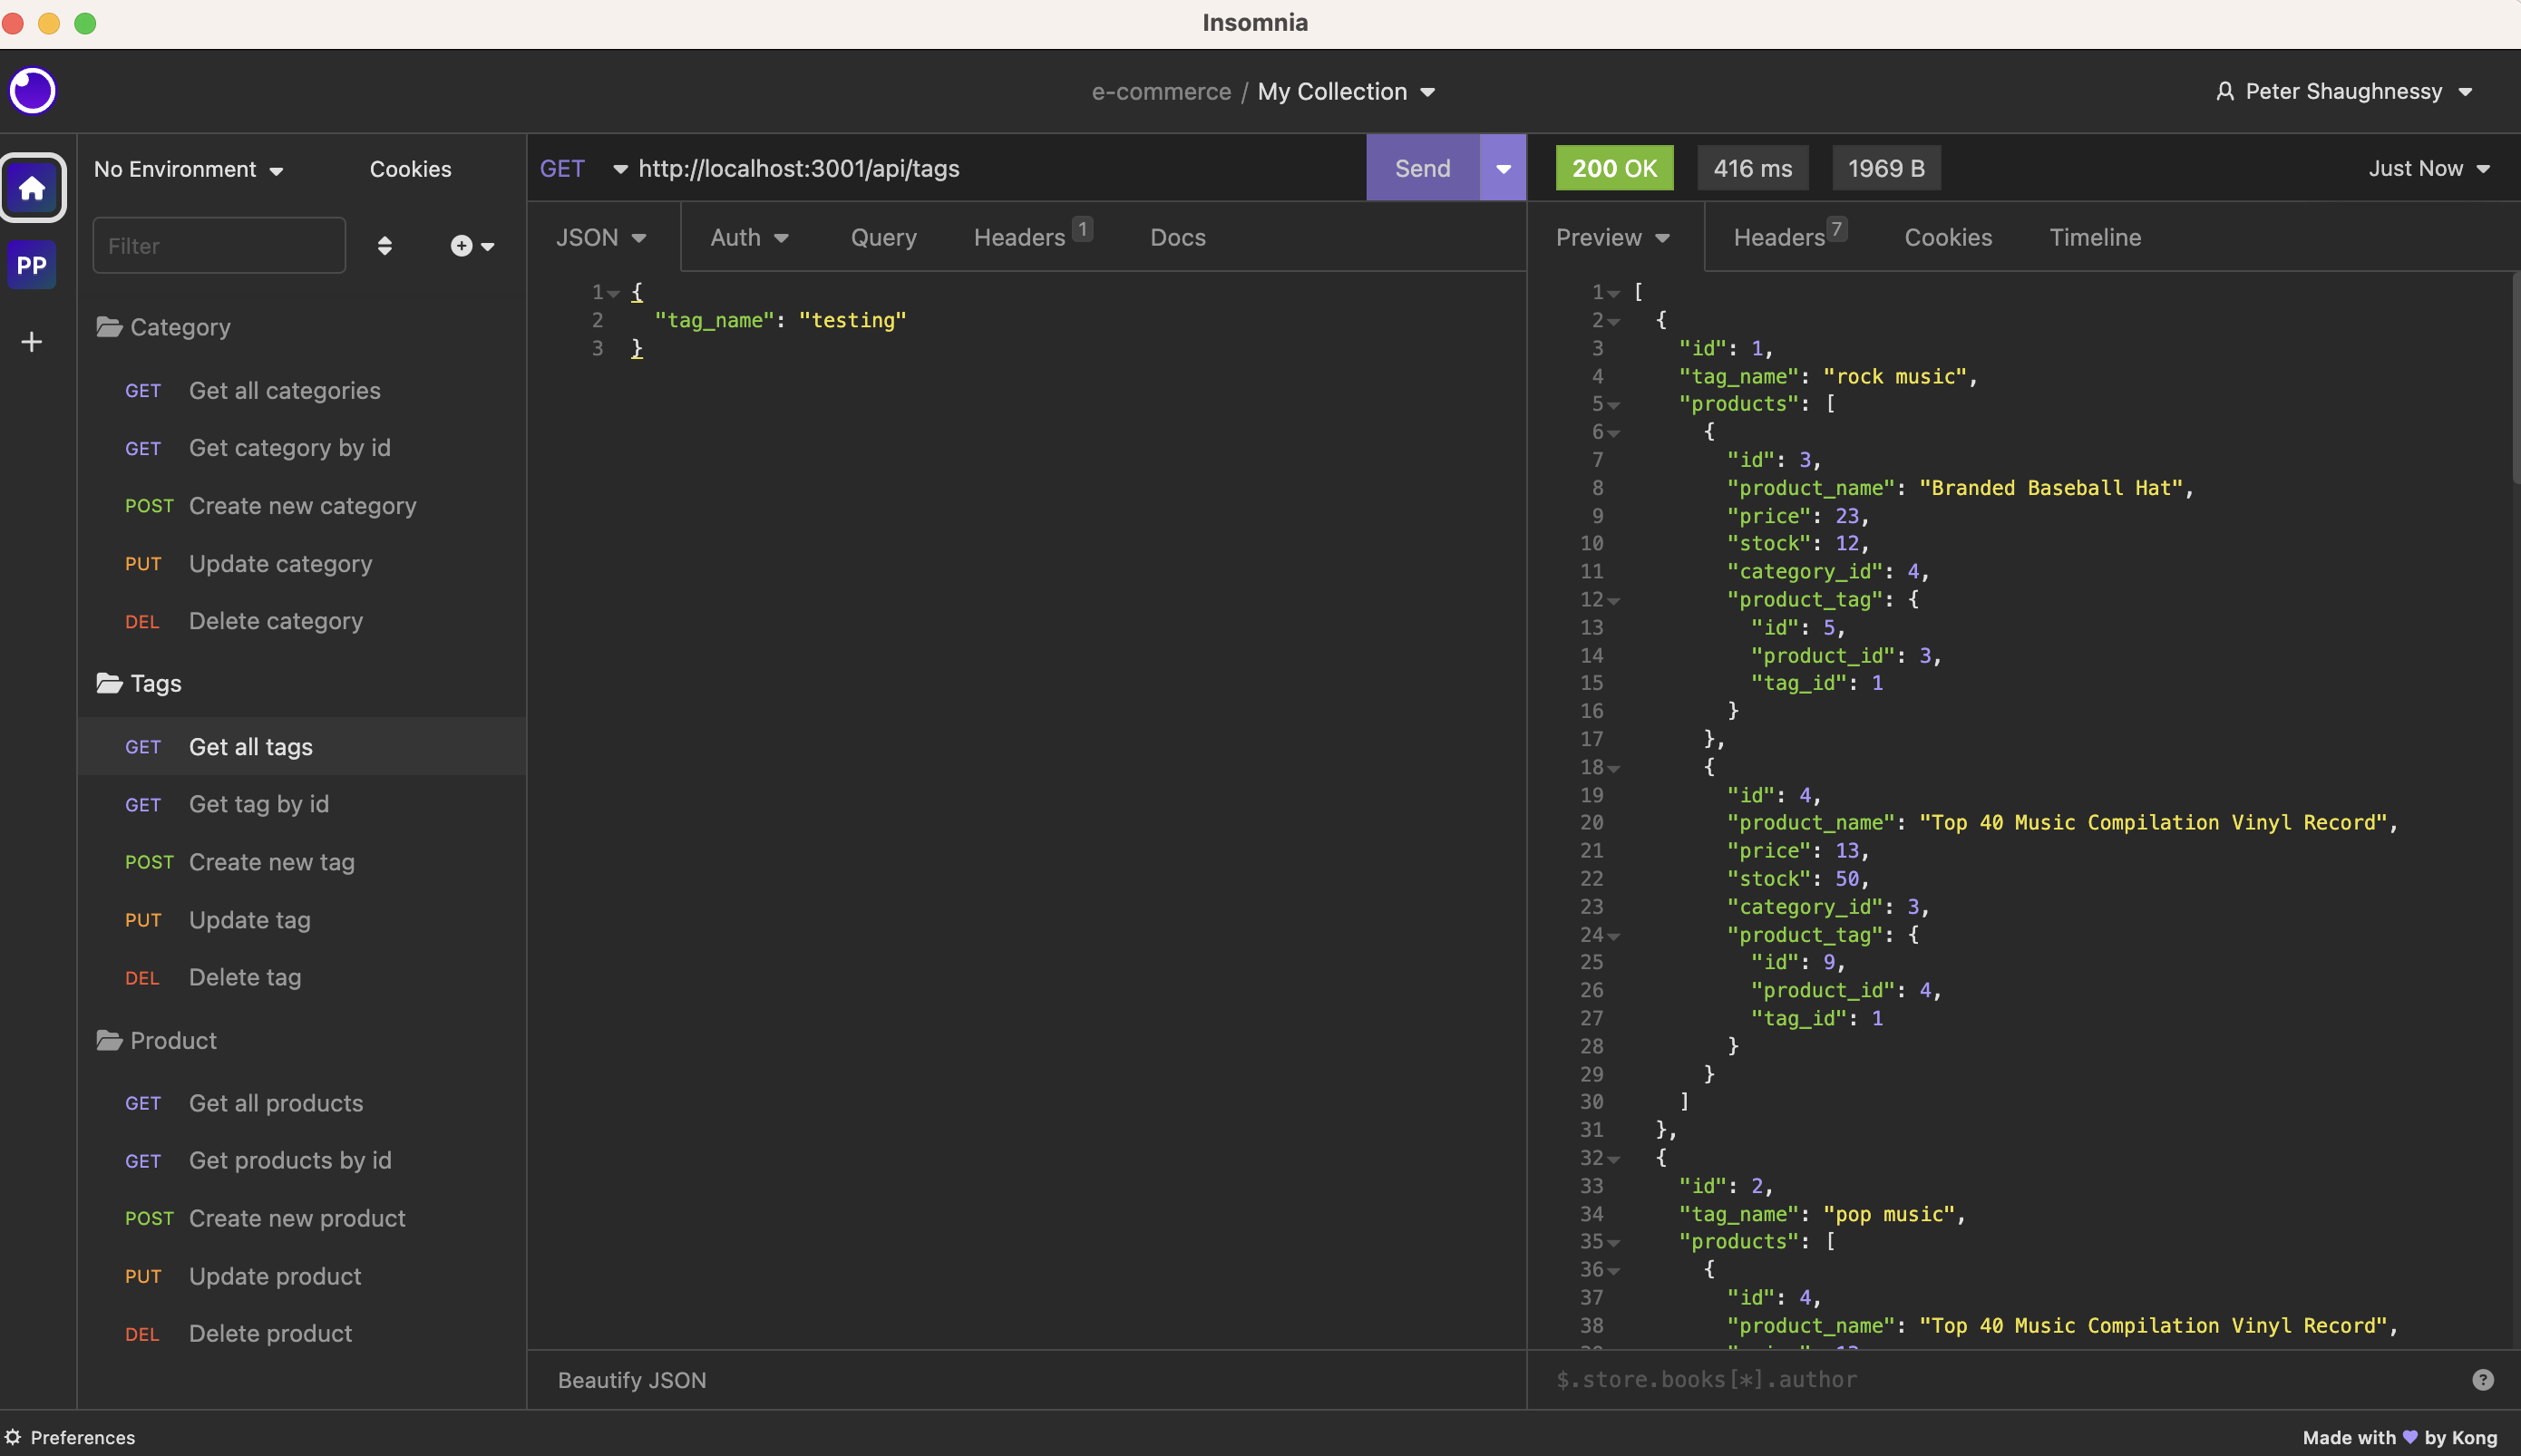 Insomnia
e-commerce / My Collection
Peter Shaughnessy
No Environment
Cookies
Filter
PP
Category
GET Get all categories
GET Get category by id
POST Create new category
PUT Update category
DEL Delete category
Tags
GET Get all tags
GET Get tag by id
POST Create new tag
PUT Update tag
DEL Delete tag
Product
GET Get all products
GET Get products by id
POST Create new product
PUT Update product
DEL Delete product
GET http://localhost:3001/api/tags
Send
JSON Auth Query Headers 1 Docs
1 {
2 "tag_name": "testing"
3 }
Beautify JSON
200 OK 416 ms 1969 B Just Now
Preview Headers 7 Cookies Timeline
1 [
2 {
3 "id": 1,
4 "tag_name": "rock music",
5 "products": [
6 {
7 "id": 3,
8 "product_name": "Branded Baseball Hat",
9 "price": 23,
10 "stock": 12,
11 "category_id": 4,
12 "product_tag": {
13 "id": 5,
14 "product_id": 3,
15 "tag_id": 1
16 }
17 },
18 {
19 "id": 4,
20 "product_name": "Top 40 Music Compilation Vinyl Record",
21 "price": 13,
22 "stock": 50,
23 "category_id": 3,
24 "product_tag": {
25 "id": 9,
26 "product_id": 4,
27 "tag_id": 1
28 }
29 }
30 ]
31 },
32 {
33 "id": 2,
34 "tag_name": "pop music",
35 "products": [
36 {
37 "id": 4,
38 "product_name": "Top 40 Music Compilation Vinyl Record",
$.store.books[*].author
Preferences
Made with 💜 by Kong